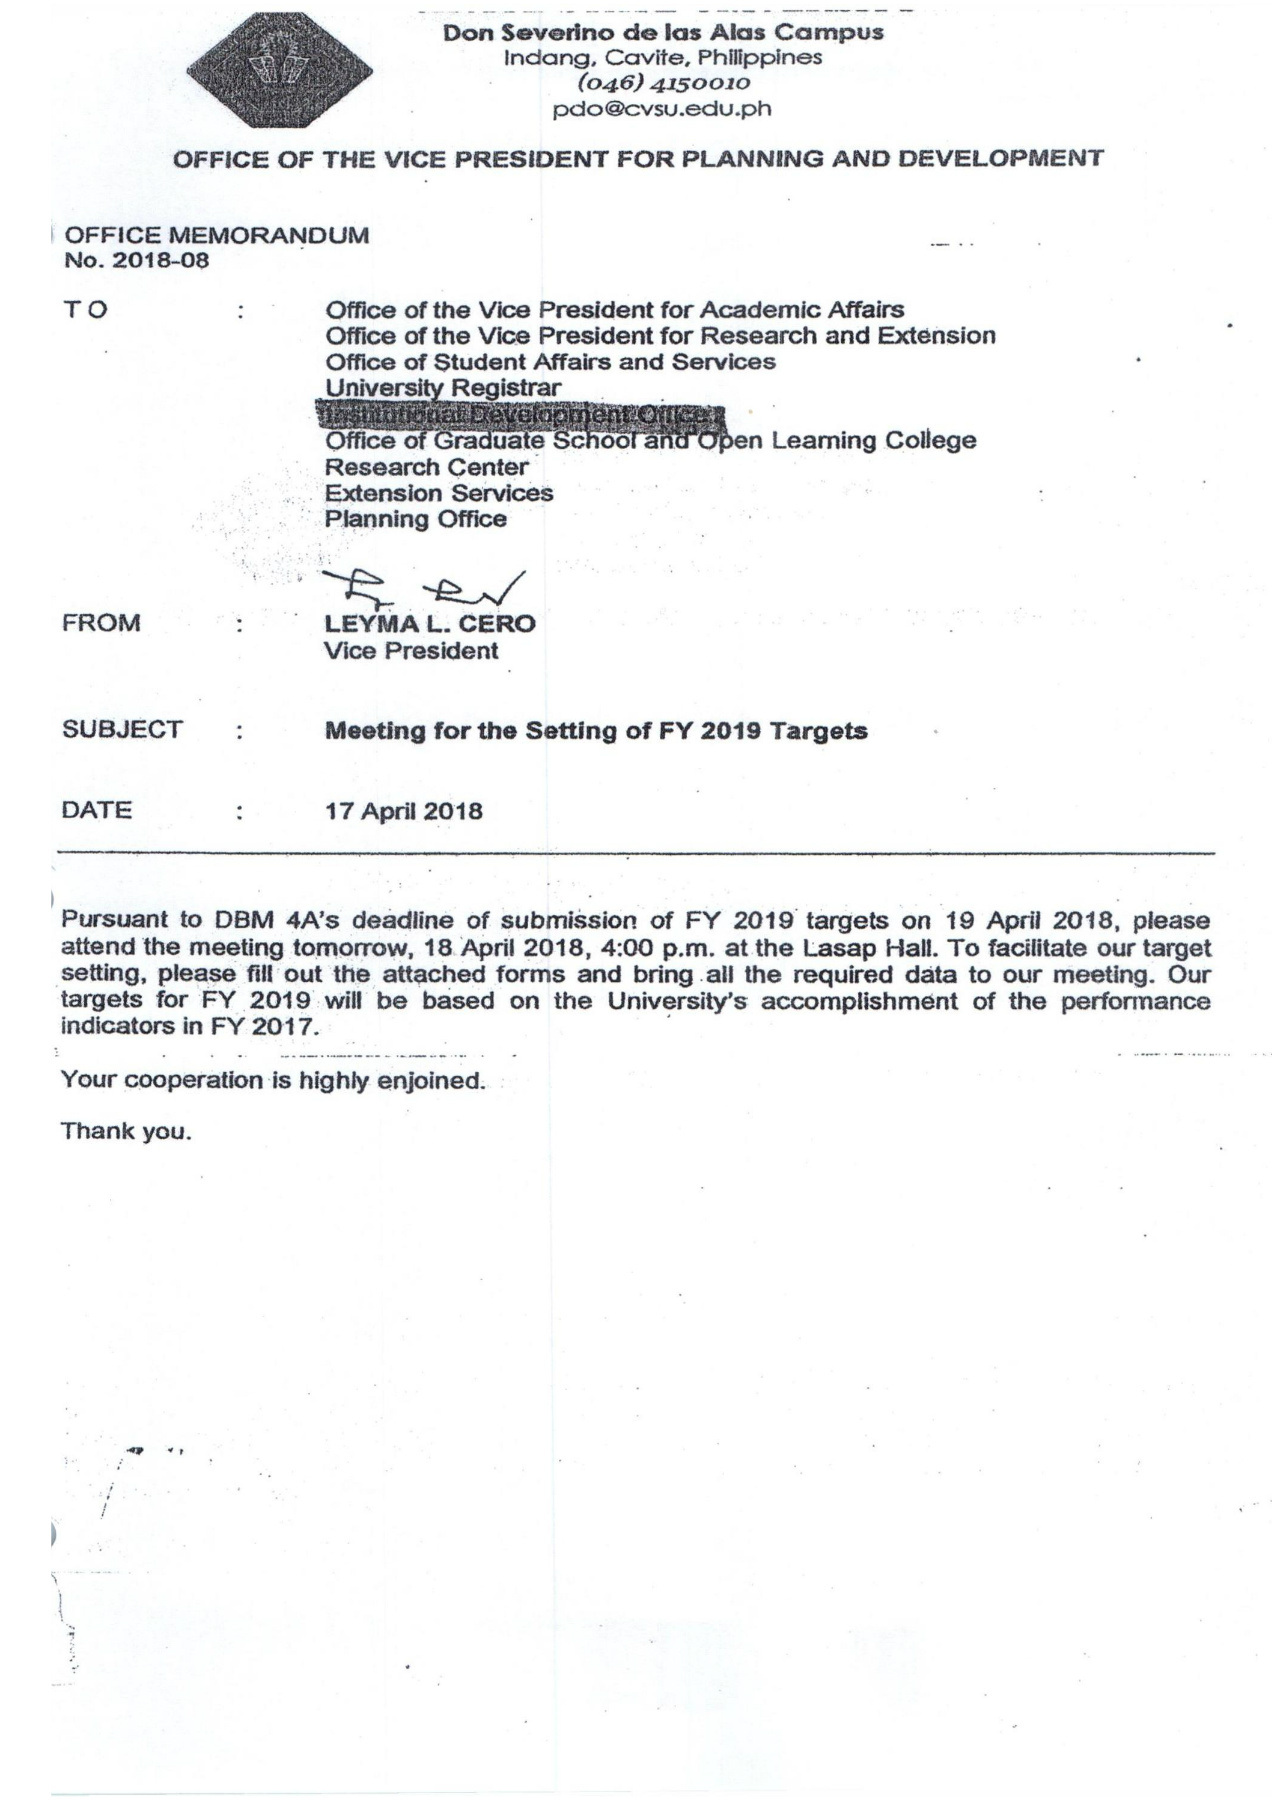 Don Severino de las Alas Campus
Indang, Cavite, Philippines
(046) 4150010
pdo@cvsu.edu.ph
OFFICE OF THE VICE PRESIDENT FOR PLANNING AND DEVELOPMENT
OFFICE MEMORANDUM
No. 2018-08
T O : Office of the Vice President for Academic Affairs
Office of the Vice President for Research and Extension
Office of Student Affairs and Services
University Registrar
Institutional Development Office
Office of Graduate School and Open Learning College
Research Center
Extension Services
Planning Office
FROM : LEYMA L. CERO
Vice President
SUBJECT : Meeting for the Setting of FY 2019 Targets
DATE : 17 April 2018
Pursuant to DBM 4A's deadline of submission of FY 2019 targets on 19 April 2018, please
attend the meeting tomorrow, 18 April 2018, 4:00 p.m. at the Lasap Hall. To facilitate our target
setting, please fill out the attached forms and bring all the required data to our meeting. Our
targets for FY 2019 will be based on the University's accomplishment of the performance
indicators in FY 2017.
Your cooperation is highly enjoined.
Thank you.